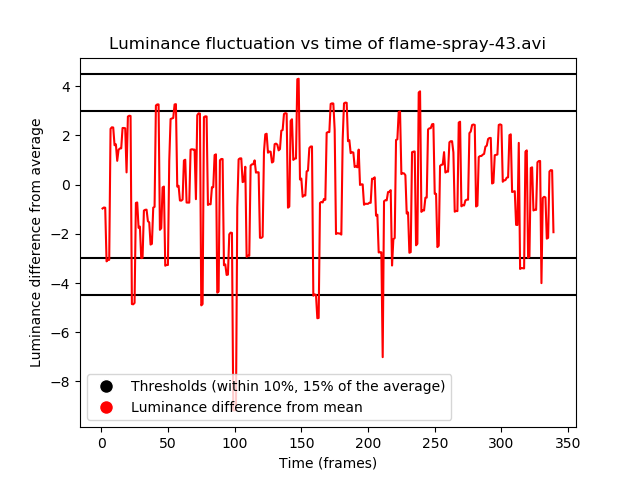 Luminance fluctuation vs time of flame-spray-43.avi
Luminance difference from average
4
2
0
−2
−4
−6
−8
Thresholds (within 10%, 15% of the average)
Luminance difference from mean
0 50 100 150 200 250 300 350
Time (frames)